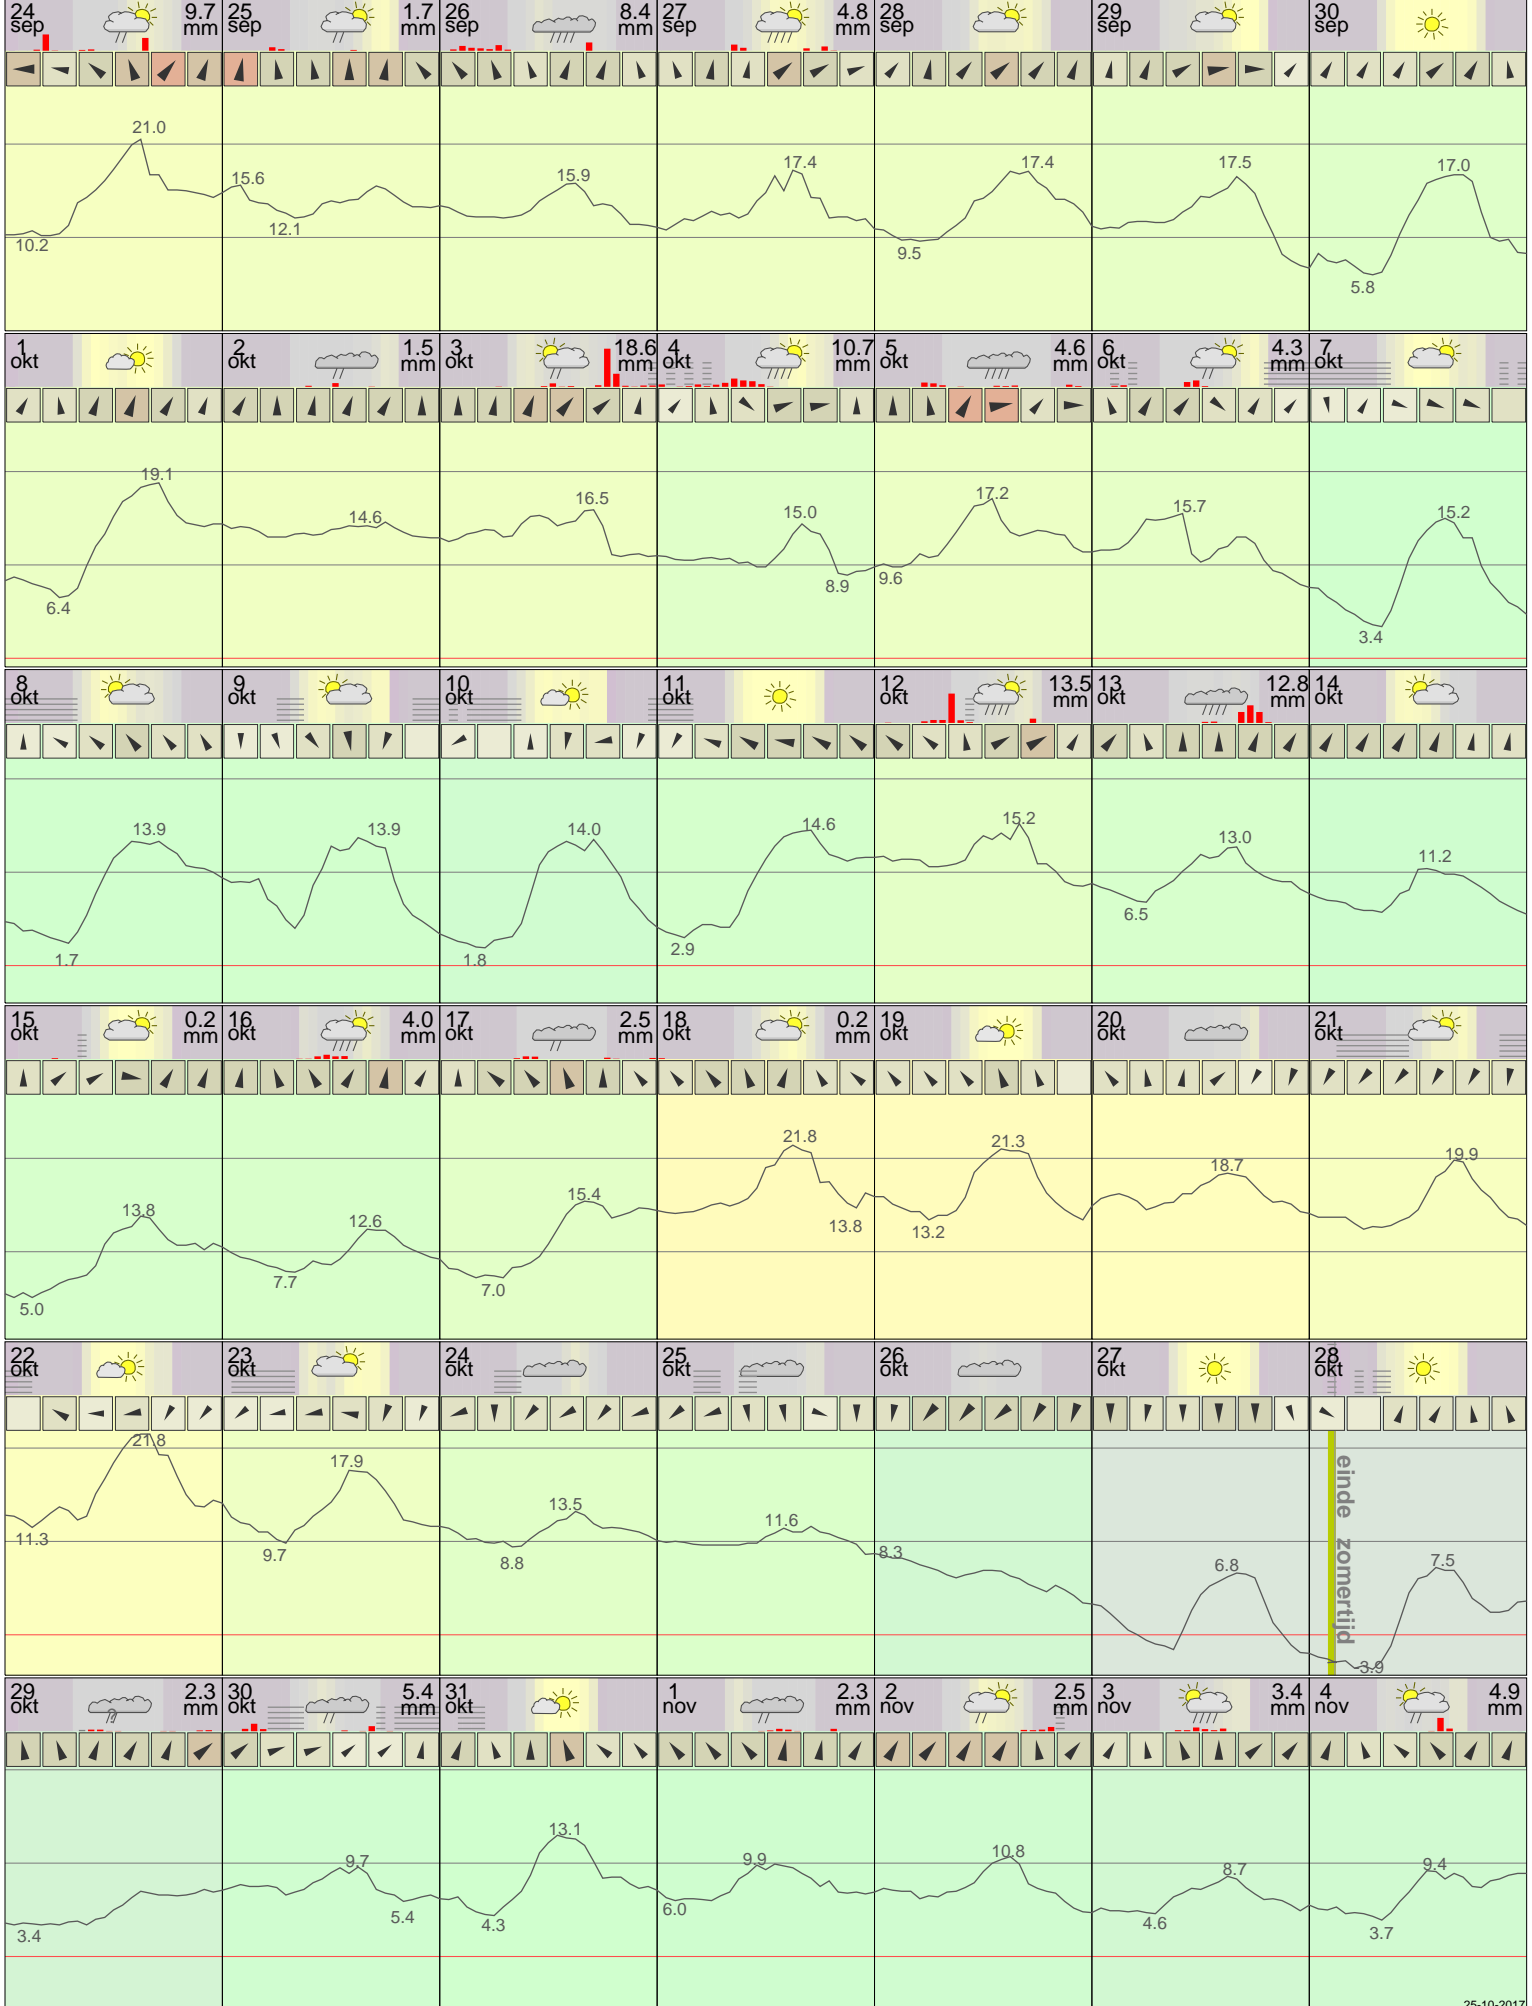 24 sep 9.7 mm 25 sep 1.7 mm 26 sep 8.4 mm 27 sep 4.8 mm 28 sep 29 sep 30 sep
21.0 15.6 15.9 17.4 17.4 17.5 17.0
10.2 12.1 9.5 5.8
1 okt 2 okt 1.5 mm 3 okt 18.6 mm 4 okt 10.7 mm 5 okt 4.6 mm 6 okt 4.3 mm 7 okt
19.1 14.6 16.5 15.0 17.2 15.7 15.2
6.4 8.9 9.6 3.4
8 okt 9 okt 10 okt 11 okt 12 okt 13.5 mm 13 okt 12.8 mm 14 okt
13.9 13.9 14.0 14.6 15.2 13.0 11.2
1.7 1.8 2.9 6.5
15 okt 0.2 mm 16 okt 4.0 mm 17 okt 2.5 mm 18 okt 0.2 mm 19 okt 20 okt 21 okt
13.8 12.6 15.4 21.8 21.3 18.7 19.9
5.0 7.7 7.0 13.8 13.2
22 okt 23 okt 24 okt 25 okt 26 okt 27 okt 28 okt
21.8 17.9 13.5 11.6 8.3 6.8 7.5
11.3 9.7 8.8 -3.9
einde zomertijd
29 okt 2.3 mm 30 okt 5.4 mm 31 okt 1 nov 2.3 mm 2 nov 2.5 mm 3 nov 3.4 mm 4 nov 4.9 mm
?
9.7 13.1 9.9 10.8 8.7 9.4
3.4 5.4 4.3 6.0 4.6 3.7
25-10-2017